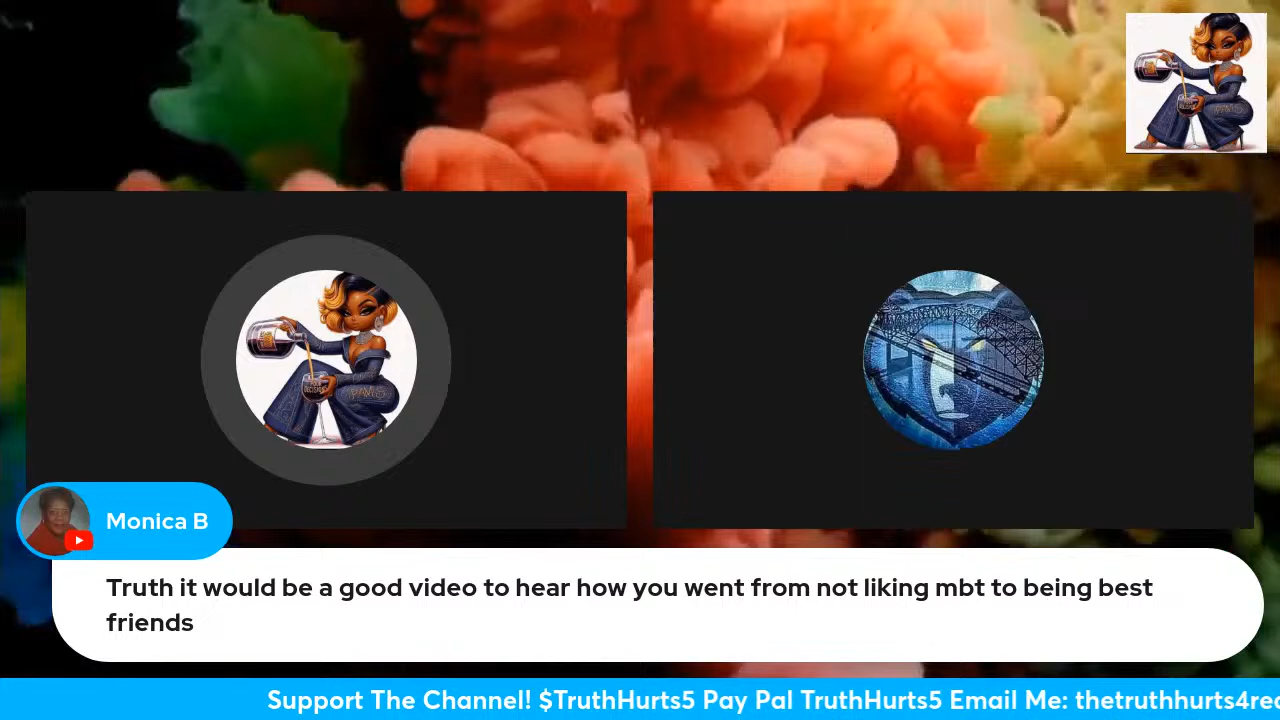 Monica B
Truth it would be a good video to hear how you went from not liking mbt to being best
friends
Support The Channel! $TruthHurts5 Pay Pal TruthHurts5 Email Me: thetruthhurts4rea